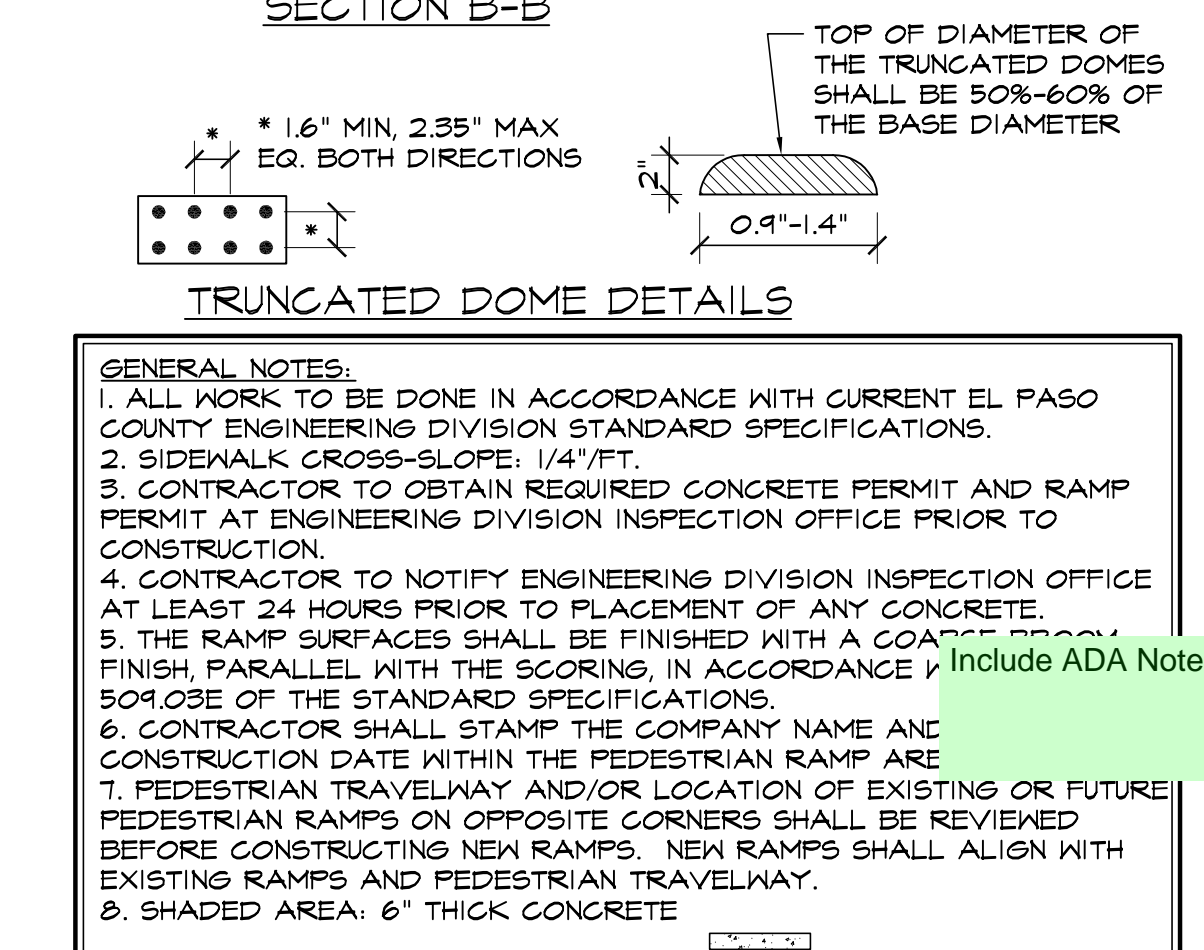 SECTION B-B
TOP OF DIAMETER OF
THE TRUNCATED DOMES
SHALL BE 50%-60% OF
THE BASE DIAMETER
* * 1.6" MIN, 2.35" MAX
EQ. BOTH DIRECTIONS
2"
*
0.9"-1.4"
TRUNCATED DOME DETAILS
GENERAL NOTES:
1. ALL WORK TO BE DONE IN ACCORDANCE WITH CURRENT EL PASO
COUNTY ENGINEERING DIVISION STANDARD SPECIFICATIONS.
2. SIDEWALK CROSS-SLOPE: 1/4"/FT.
3. CONTRACTOR TO OBTAIN REQUIRED CONCRETE PERMIT AND RAMP
PERMIT AT ENGINEERING DIVISION INSPECTION OFFICE PRIOR TO
CONSTRUCTION.
4. CONTRACTOR TO NOTIFY ENGINEERING DIVISION INSPECTION OFFICE
AT LEAST 24 HOURS PRIOR TO PLACEMENT OF ANY CONCRETE.
5. THE RAMP SURFACES SHALL BE FINISHED WITH A COARSE BROOM
FINISH, PARALLEL WITH THE SCORING, IN ACCORDANCE
509.03E OF THE STANDARD SPECIFICATIONS.
6. CONTRACTOR SHALL STAMP THE COMPANY NAME AND
CONSTRUCTION DATE WITHIN THE PEDESTRIAN RAMP
7. PEDESTRIAN TRAVELWAY AND/OR LOCATION OF EXISTING OR FUTURE
PEDESTRIAN RAMPS ON OPPOSITE CORNERS SHALL BE REVIEWED
BEFORE CONSTRUCTING NEW RAMPS. NEW RAMPS SHALL ALIGN WITH
EXISTING RAMPS AND PEDESTRIAN TRAVELWAY.
8. SHADED AREA: 6" THICK CONCRETE
Include ADA Note